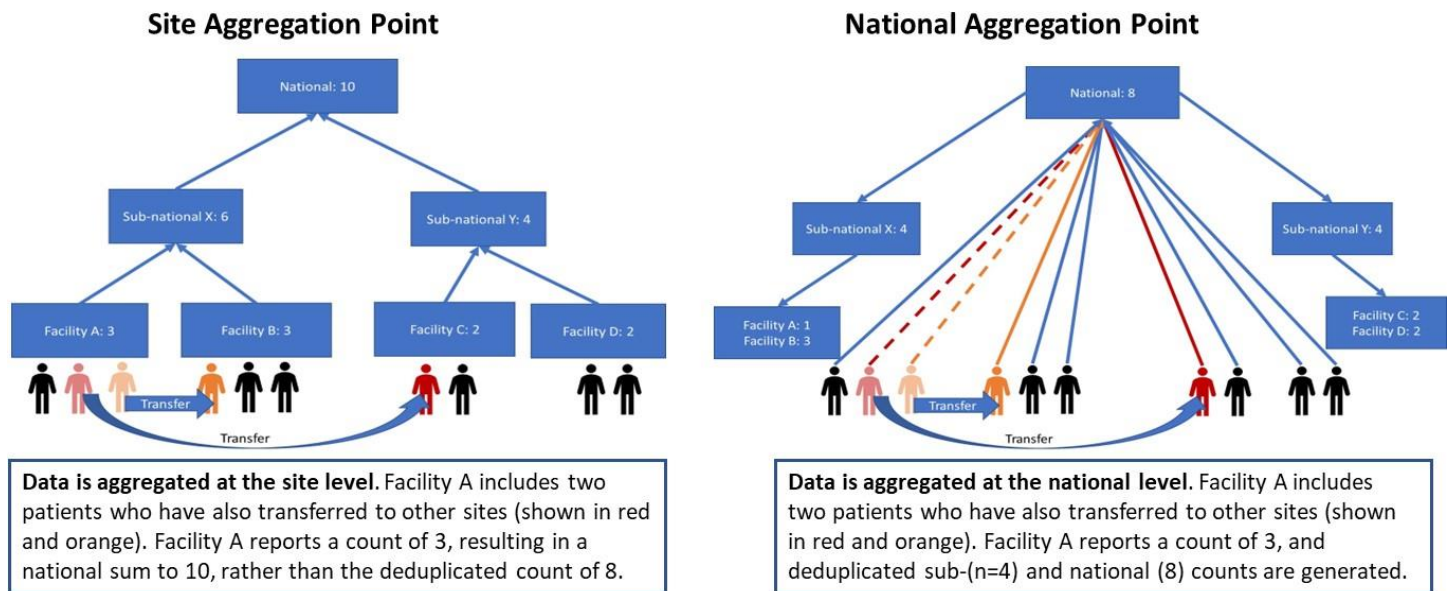 Site Aggregation Point
National: 10
Sub-national X: 6
Sub-national Y: 4
Facility A: 3
Facility B: 3
Facility C: 2
Facility D: 2
Transfer
Transfer
Data is aggregated at the site level. Facility A includes two
patients who have also transferred to other sites (shown in red
and orange). Facility A reports a count of 3, resulting in a
national sum to 10, rather than the deduplicated count of 8.
National Aggregation Point
National: 8
Sub-national X: 4
Sub-national Y: 4
Facility A: 1
Facility B: 3
Facility C: 2
Facility D: 2
Transfer
Transfer
Data is aggregated at the national level. Facility A includes
two patients who have also transferred to other sites (shown
in red and orange). Facility A reports a count of 3, and
deduplicated sub-(n=4) and national (8) counts are generated.